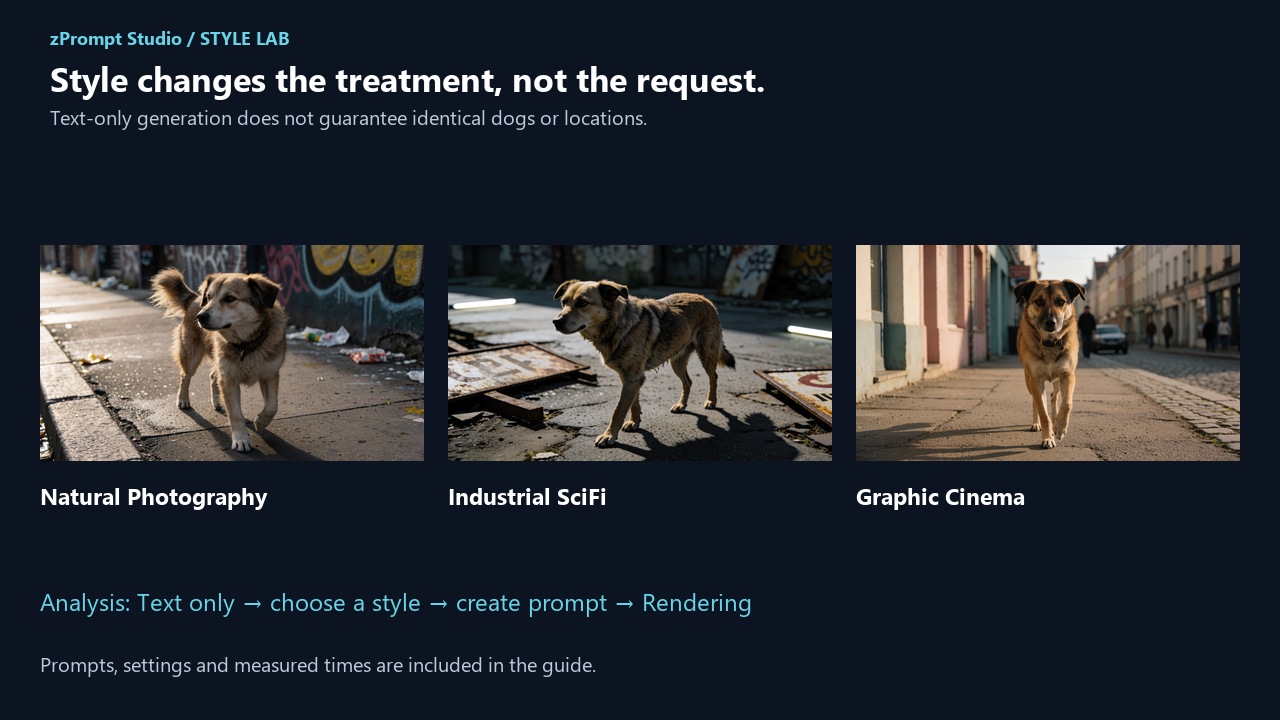 zPrompt Studio / STYLE LAB
Style changes the treatment, not the request.
Text-only generation does not guarantee identical dogs or locations.
Natural Photography
Industrial SciFi
Graphic Cinema
Analysis: Text only → choose a style → create prompt → Rendering
Prompts, settings and measured times are included in the guide.